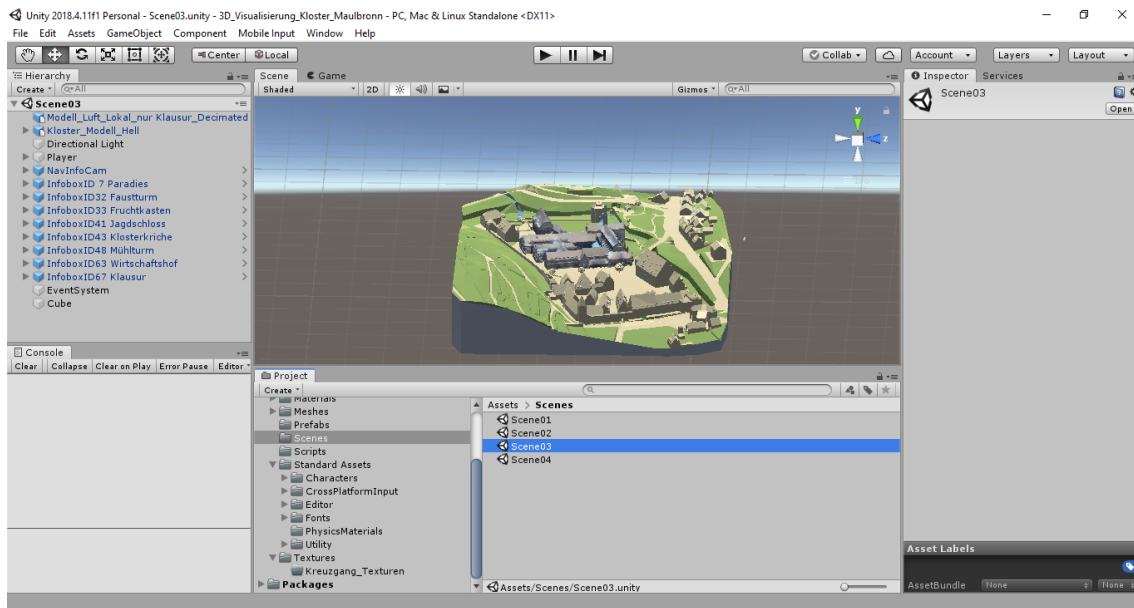 Unity 2018.4.11f1 Personal - Scene03.unity - 3D_Visualisierung_Kloster_Maulbronn - PC, Mac & Linux Standalone <DX11>
File Edit Assets GameObject Component Mobile Input Window Help
Center Local Collab Account Layers Layout
Hierarchy
Create All
Scene03
Modell_Luft_Lokal_nur Klausur_Decimated
Kloster_Modell_Hell
Directional Light
Player
NavInfoCam
InfoboxID 7 Paradies
InfoboxID32 Faustturm
InfoboxID33 Fruchtkasten
InfoboxID41 Jagdschloss
InfoboxID43 Klosterkriche
InfoboxID48 Mühlturm
InfoboxID63 Wirtschaftshof
InfoboxID67 Klausur
EventSystem
Cube
Console
Clear Collapse Clear on Play Error Pause Editor
Scene Game
Shaded 2D Gizmos All
y
z
Project
Create
Materials
Meshes
Prefabs
Scenes
Scripts
Standard Assets
Characters
CrossPlatformInput
Editor
Fonts
PhysicsMaterials
Utility
Textures
Kreuzgang_Texturen
Packages
Assets > Scenes
Scene01
Scene02
Scene03
Scene04
Assets/Scenes/Scene03.unity
Inspector Services
Scene03
Open
Asset Labels
AssetBundle None None